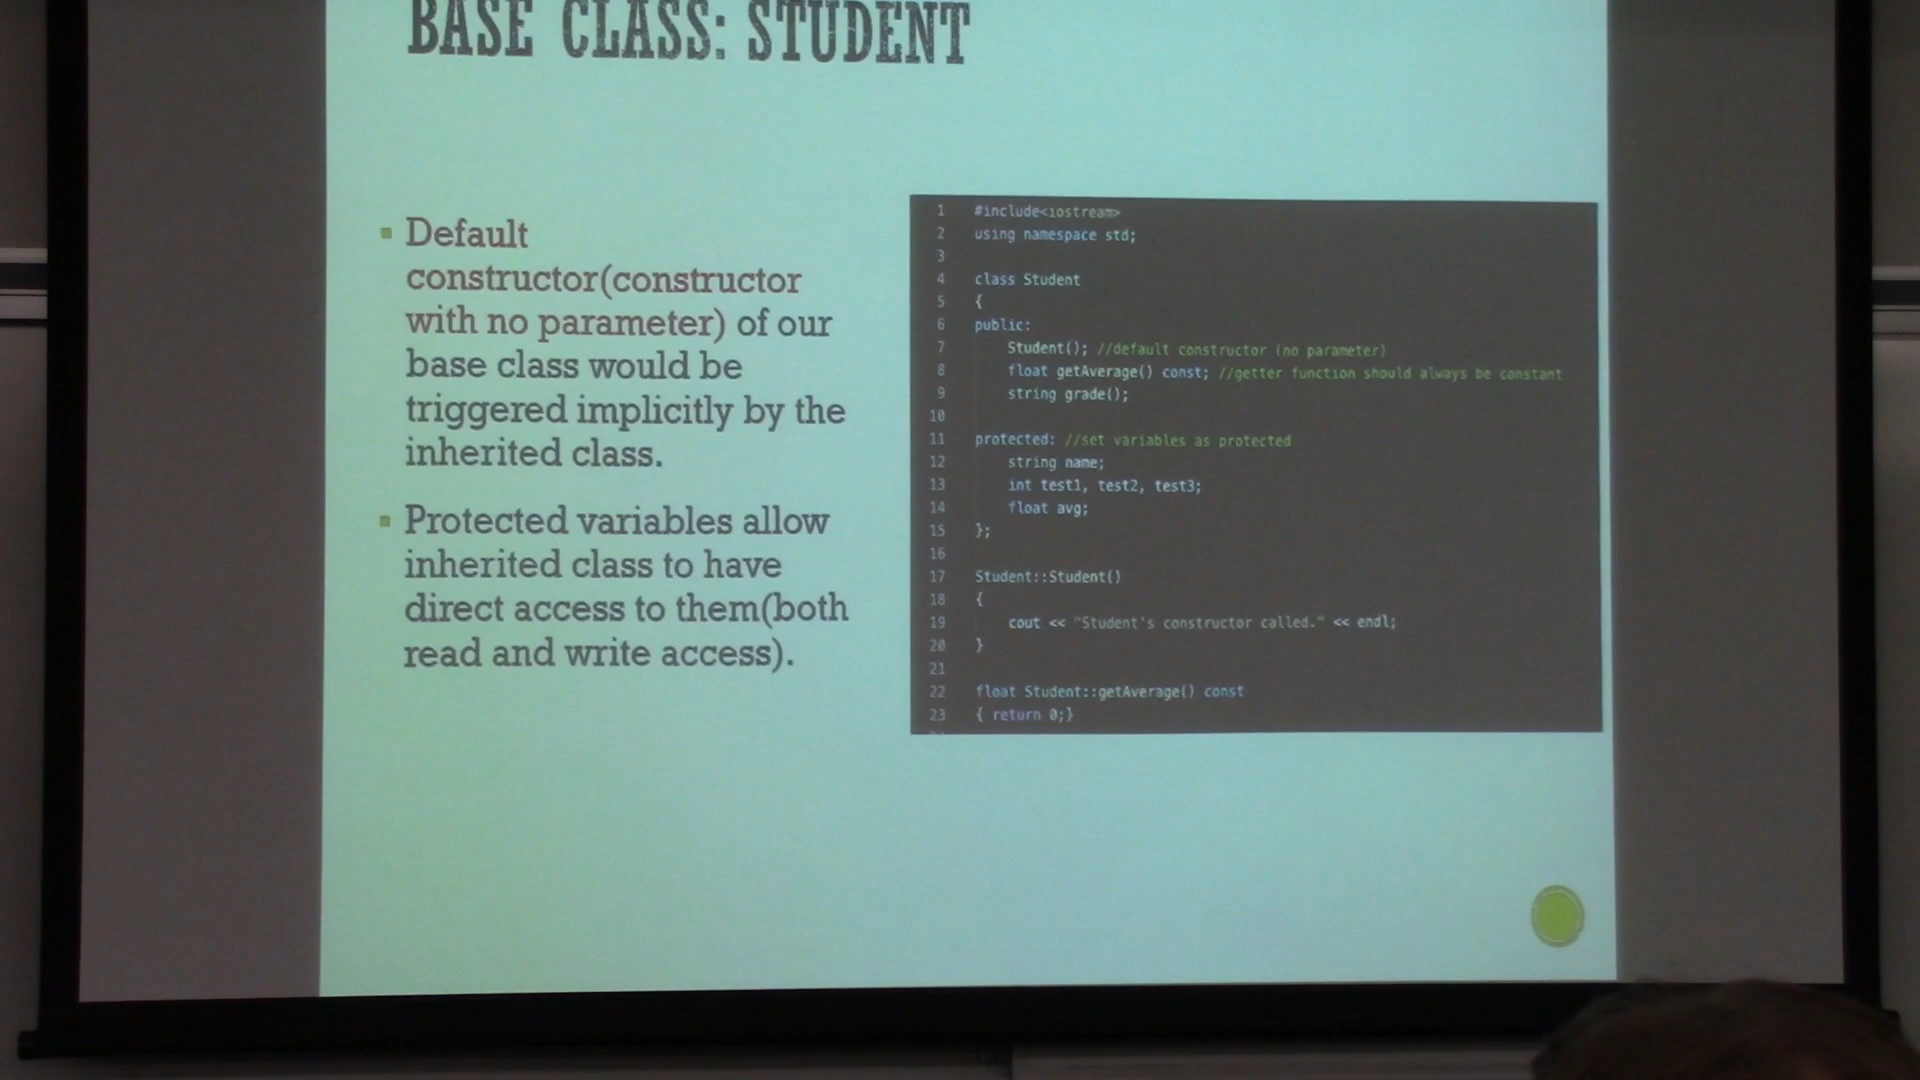 BASE CLASS: STUDENT
▪ Default
constructor(constructor
with no parameter) of our
base class would be
triggered implicitly by the
inherited class.
▪ Protected variables allow
inherited class to have
direct access to them(both
read and write access).
1 #include<iostream>
2 using namespace std;
3
4 class Student
5 {
6 public:
7 Student(); //default constructor (no parameter)
8 float getAverage() const; //getter function should always be constant
9 string grade();
10
11 protected: //set variables as protected
12 string name;
13 int test1, test2, test3;
14 float avg;
15 };
16
17 Student::Student()
18 {
19 cout << "Student's constructor called." << endl;
20 }
21
22 float Student::getAverage() const
23 { return 0;}